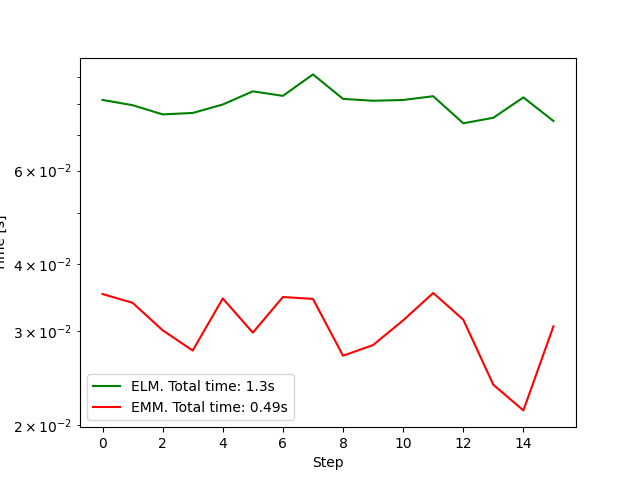 6 × 10⁻²
4 × 10⁻²
3 × 10⁻²
2 × 10⁻²
[s]
ELM. Total time: 1.3s
EMM. Total time: 0.49s
0 2 4 6 8 10 12 14
Step